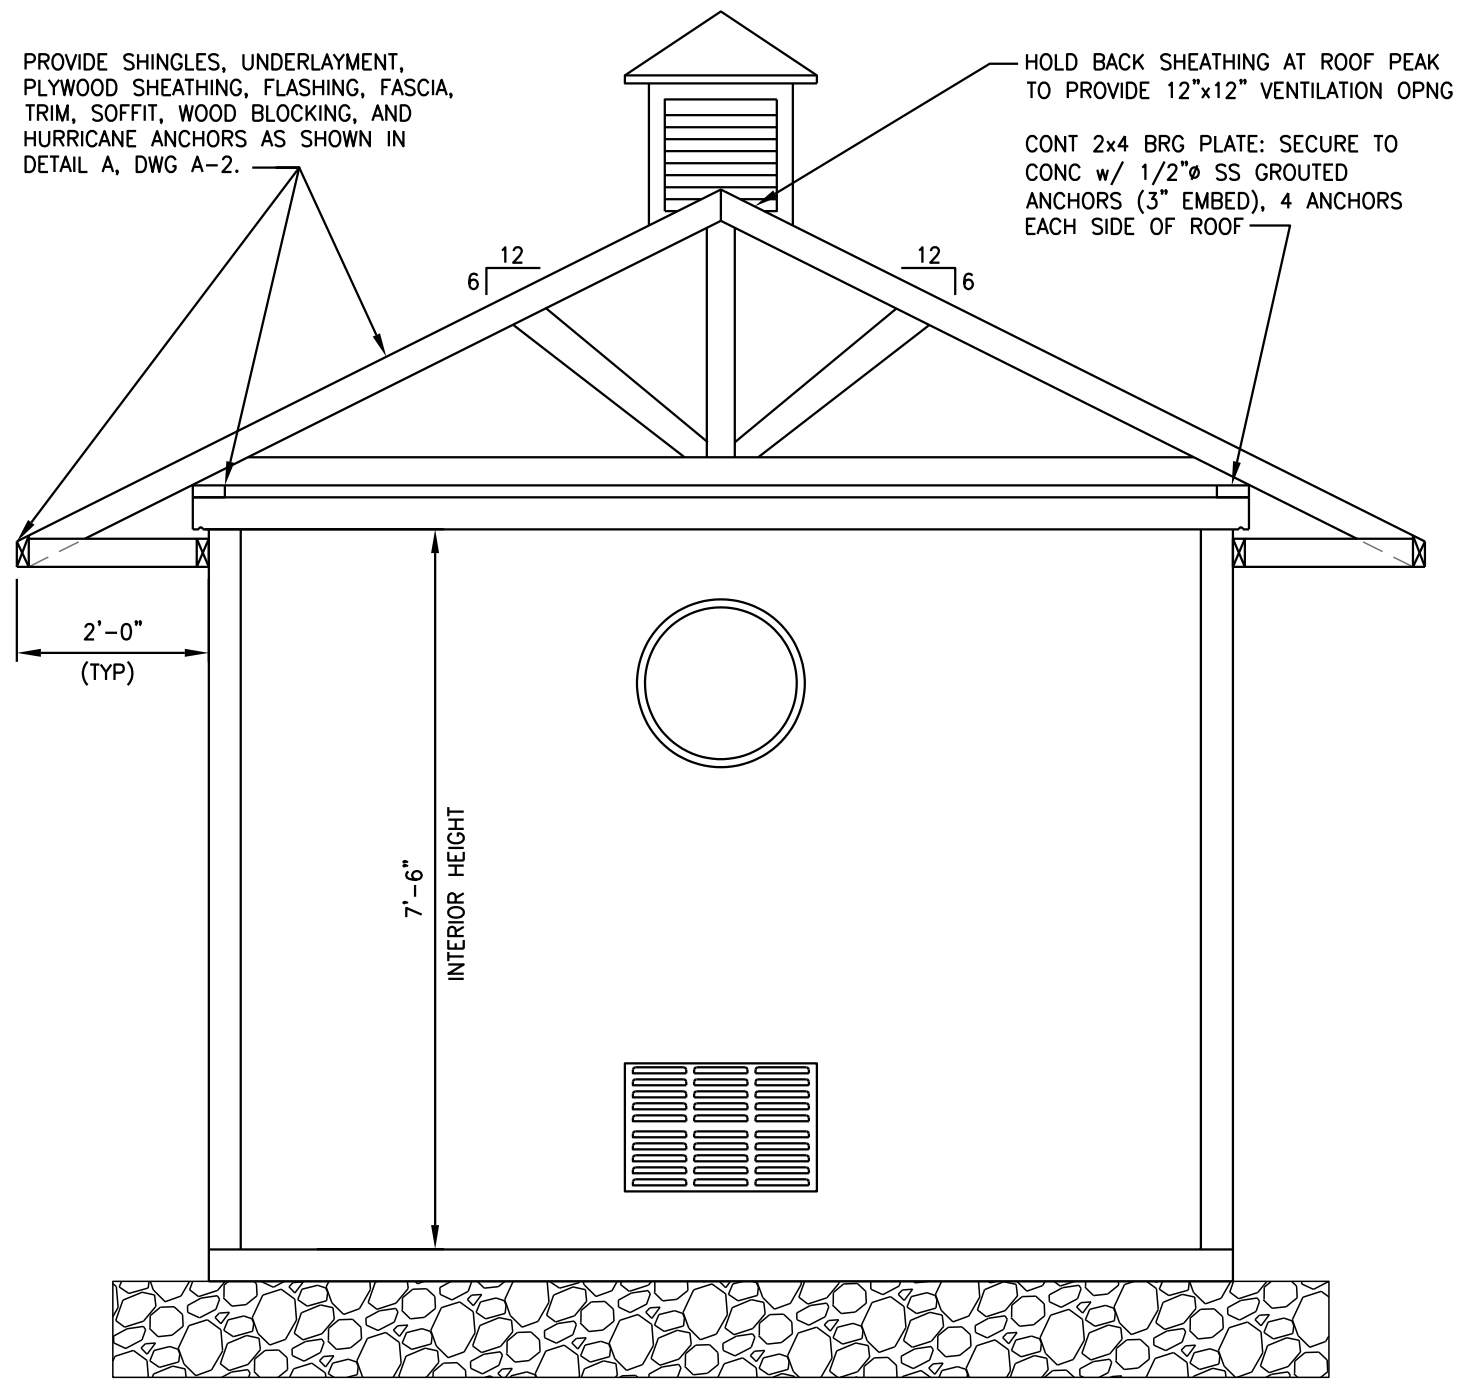 PROVIDE SHINGLES, UNDERLAYMENT,
PLYWOOD SHEATHING, FLASHING, FASCIA,
TRIM, SOFFIT, WOOD BLOCKING, AND
HURRICANE ANCHORS AS SHOWN IN
DETAIL A, DWG A-2.
HOLD BACK SHEATHING AT ROOF PEAK
TO PROVIDE 12"x12" VENTILATION OPNG
CONT 2x4 BRG PLATE: SECURE TO
CONC w/ 1/2"ø SS GROUTED
ANCHORS (3" EMBED), 4 ANCHORS
EACH SIDE OF ROOF
12
6
12
6
2'-0"
(TYP)
7'-6"
INTERIOR HEIGHT